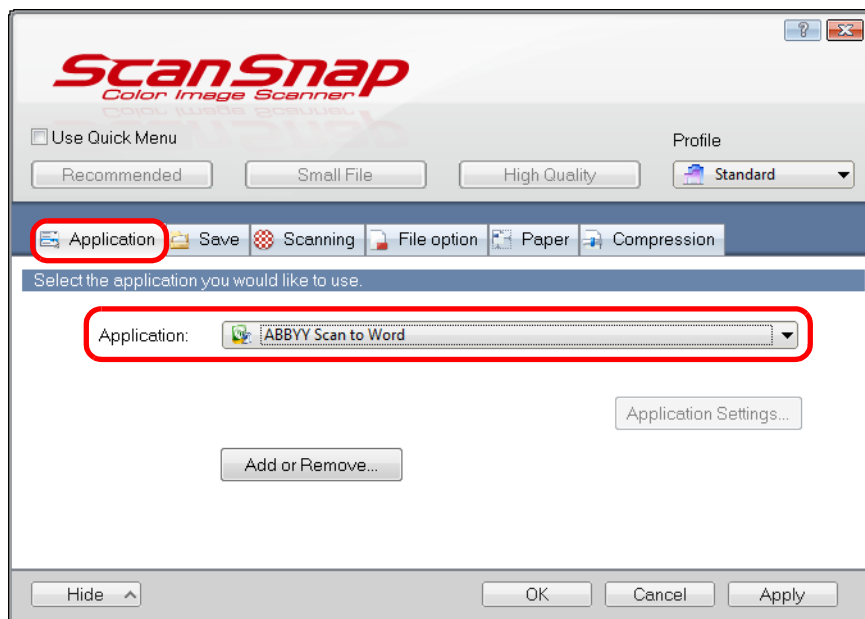 ScanSnap
Color Image Scanner
Use Quick Menu
Profile
Recommended Small File High Quality Standard
Application Save Scanning File option Paper Compression
Select the application you would like to use.
Application: ABBYY Scan to Word
Application Settings...
Add or Remove...
Hide OK Cancel Apply